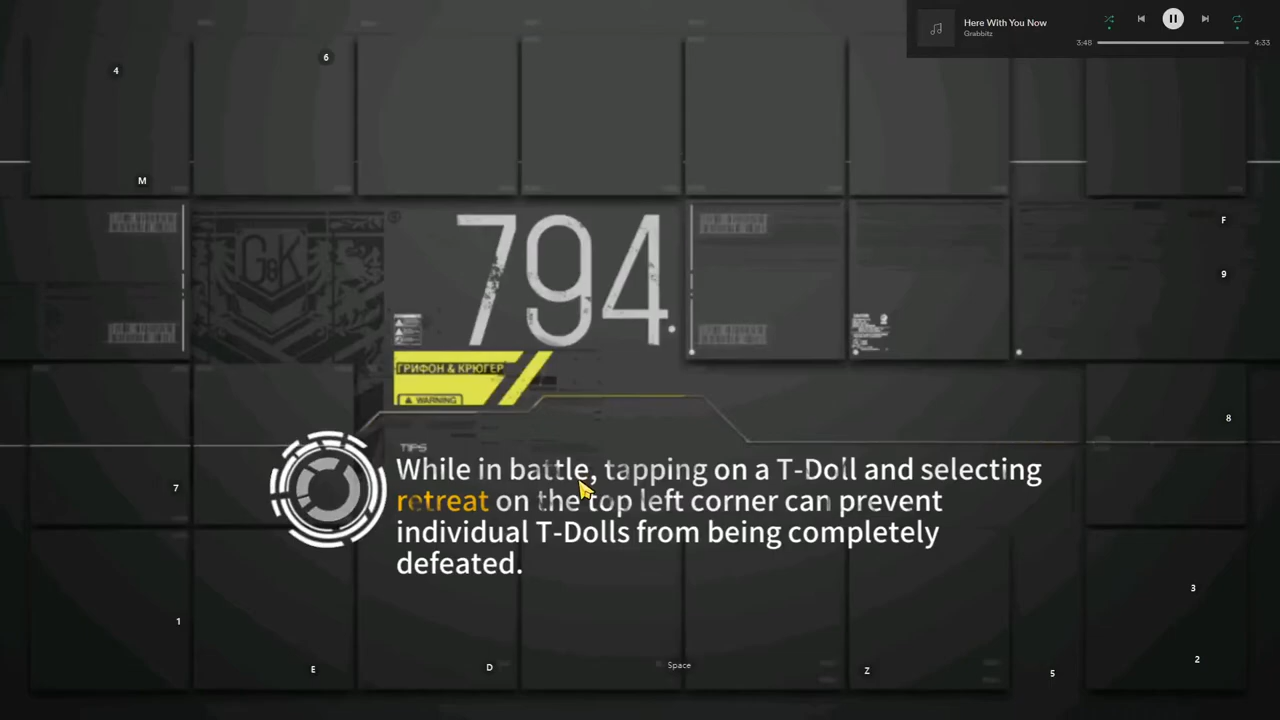 Here With You Now
Grabbitz
3:48
4:33
6
4
M
G&K
794.
F
9
ГРИФОН & КРЮГЕР
WARNING
8
TIPS
While in battle, tapping on a T-Doll and selecting
retreat on the top left corner can prevent
individual T-Dolls from being completely
defeated.
7
3
1
2
E
D
Space
Z
5